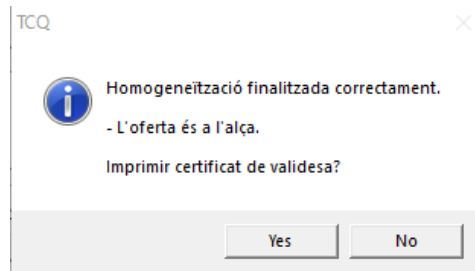 TCQ
Homogeneïtzació finalitzada correctament.
- L'oferta és a l'alça.
Imprimir certificat de validesa?
Yes
No